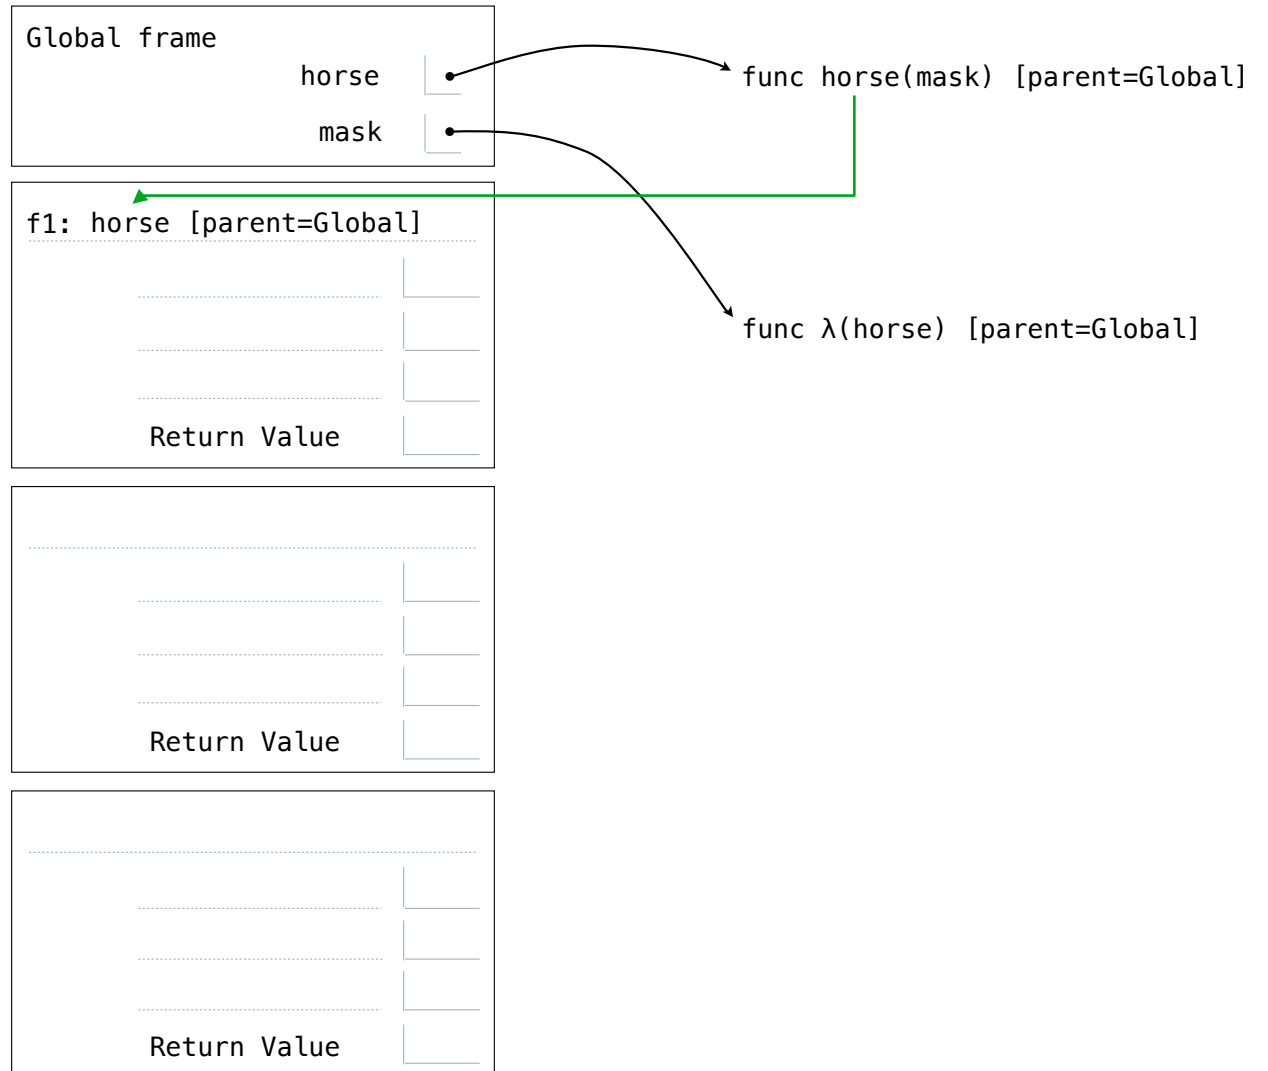 Global frame
horse
func horse(mask) [parent=Global]
mask
f1: horse [parent=Global]
func λ(horse) [parent=Global]
Return Value
Return Value
Return Value